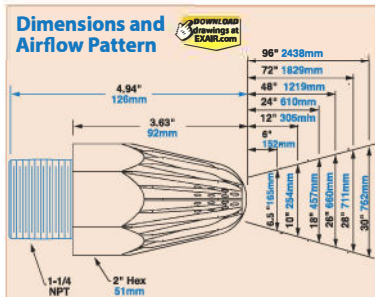 Dimensions and
Airflow Pattern
DOWNLOAD
drawings at
EXAIR.com
96" 2438mm
72" 1829mm
48" 1219mm
24" 610mm
12" 305mm
6"
152mm
4.94"
126mm
3.63"
92mm
6.5 "165mm
10" 254mm
18" 457mm
26" 660mm
28" 711mm
30" 762mm
1-1/4
NPT
2" Hex
51mm